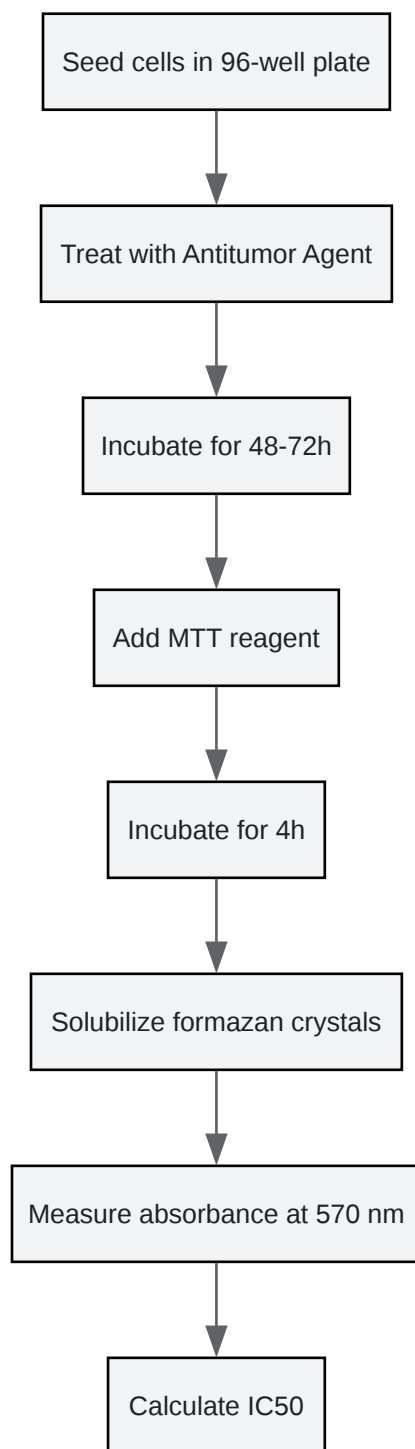 Seed cells in 96-well plate
Treat with Antitumor Agent
Incubate for 48-72h
Add MTT reagent
Incubate for 4h
Solubilize formazan crystals
Measure absorbance at 570 nm
Calculate IC50